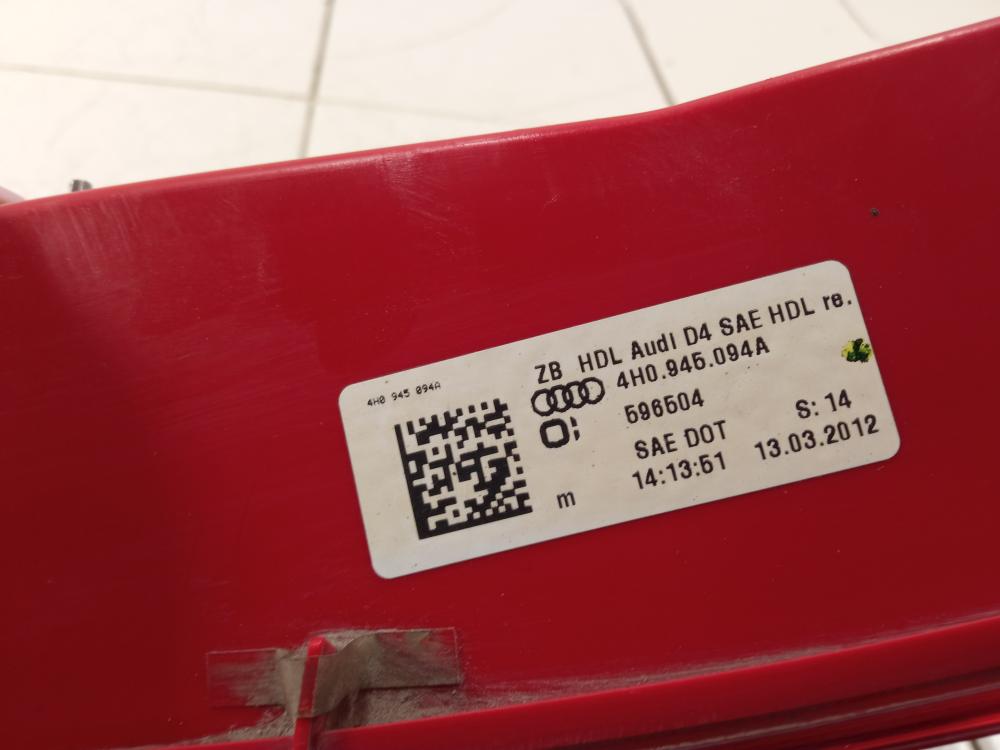 4H0 945 094A
ZB HDL Audi D4 SAE HDL re.
4H0.945.094A
596504
SAE DOT
S: 14
14:13:51
13.03.2012
m